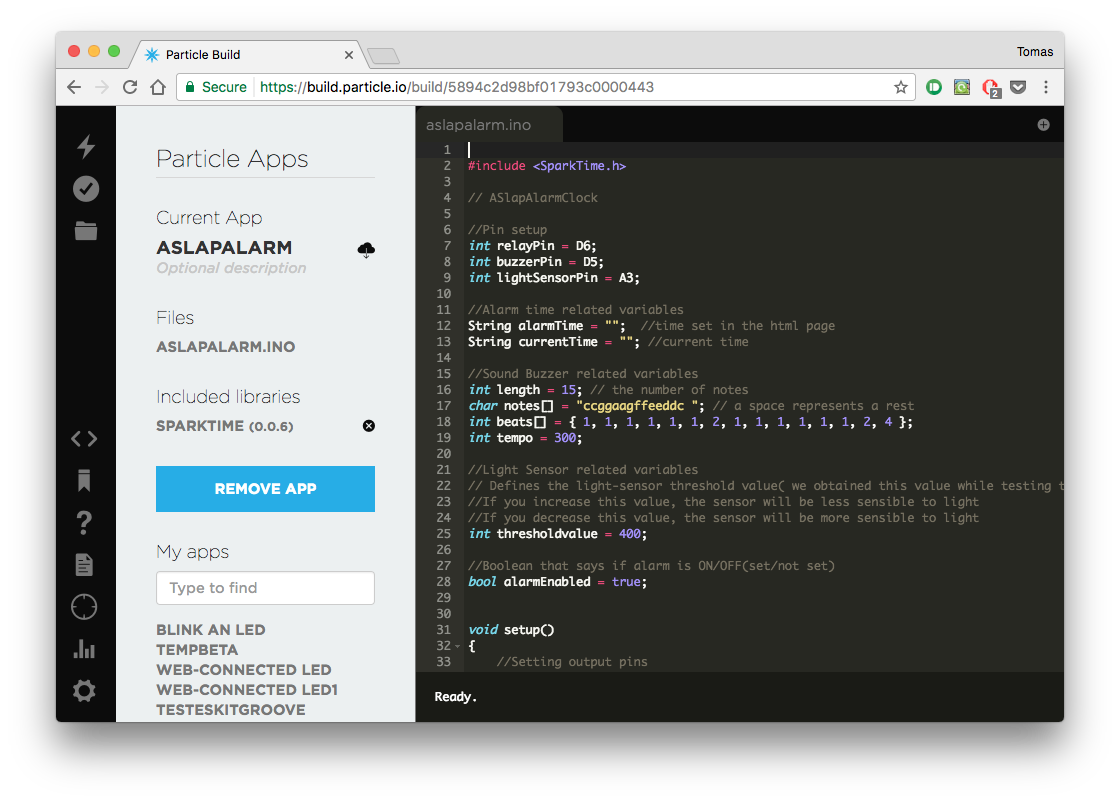 Particle Build
Tomas
Secure https://build.particle.io/build/5894c2d98bf01793c0000443
2
Particle Apps
Current App
ASLAPALARM
Optional description
Files
ASLAPALARM.INO
Included libraries
SPARKTIME (0.0.6)
REMOVE APP
My apps
Type to find
BLINK AN LED
TEMPBETA
WEB-CONNECTED LED
WEB-CONNECTED LED1
TESTESKITGROOVE
aslapalarm.ino
1
2 #include <SparkTime.h>
3
4 // ASlapAlarmClock
5
6 //Pin setup
7 int relayPin = D6;
8 int buzzerPin = D5;
9 int lightSensorPin = A3;
10
11 //Alarm time related variables
12 String alarmTime = "";  //time set in the html page
13 String currentTime = ""; //current time
14
15 //Sound Buzzer related variables
16 int length = 15; // the number of notes
17 char notes[] = "ccggaagffeeddc "; // a space represents a rest
18 int beats[] = { 1, 1, 1, 1, 1, 1, 2, 1, 1, 1, 1, 1, 1, 2, 4 };
19 int tempo = 300;
20
21 //Light Sensor related variables
22 // Defines the light-sensor threshold value( we obtained this value while testing t
23 //If you increase this value, the sensor will be less sensible to light
24 //If you decrease this value, the sensor will be more sensible to light
25 int thresholdvalue = 400;
26
27 //Boolean that says if alarm is ON/OFF(set/not set)
28 bool alarmEnabled = true;
29
30
31 void setup()
32 {
33     //Setting output pins
Ready.